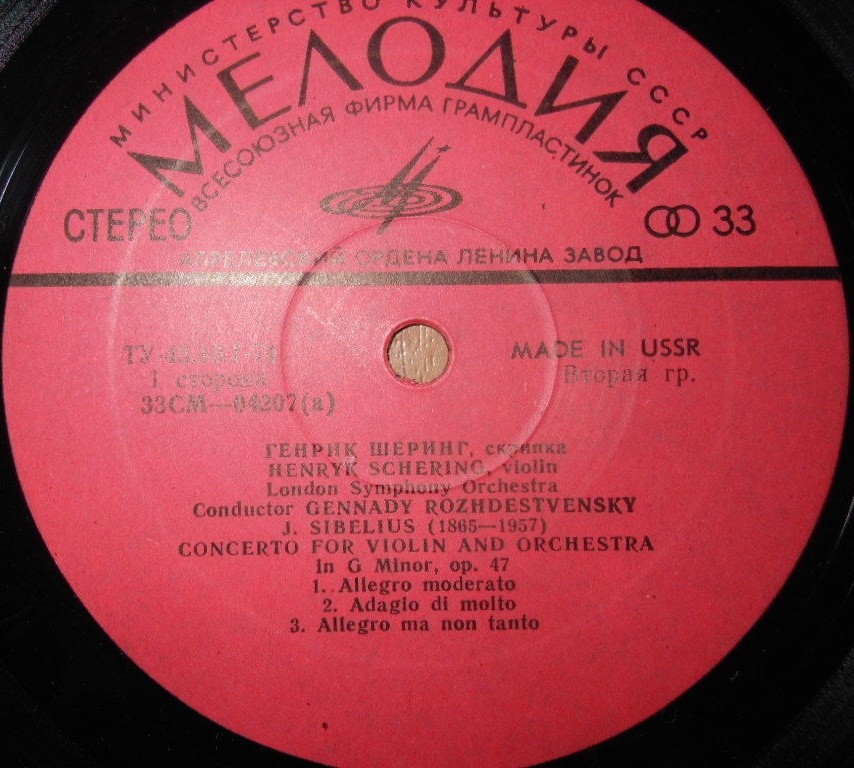 МИНИСТЕРСТВО КУЛЬТУРЫ СССР
МЕЛОДИЯ
ВСЕСОЮЗНАЯ ФИРМА ГРАМПЛАСТИНОК
СТЕРЕО 33
АПРЕЛЕВСКИЙ ОРДЕНА ЛЕНИНА ЗАВОД
MADE IN USSR
1 сторона Вторая гр.
33СМ—04207(а)
ГЕНРИК ШЕРИНГ, скрипка
HENRYK SCHERING, violin
London Symphony Orchestra
Conductor GENNADY ROZHDESTVENSKY
J. SIBELIUS (1865—1957)
CONCERTO FOR VIOLIN AND ORCHESTRA
in G Minor, op. 47
1. Allegro moderato
2. Adagio di molto
3. Allegro ma non tanto